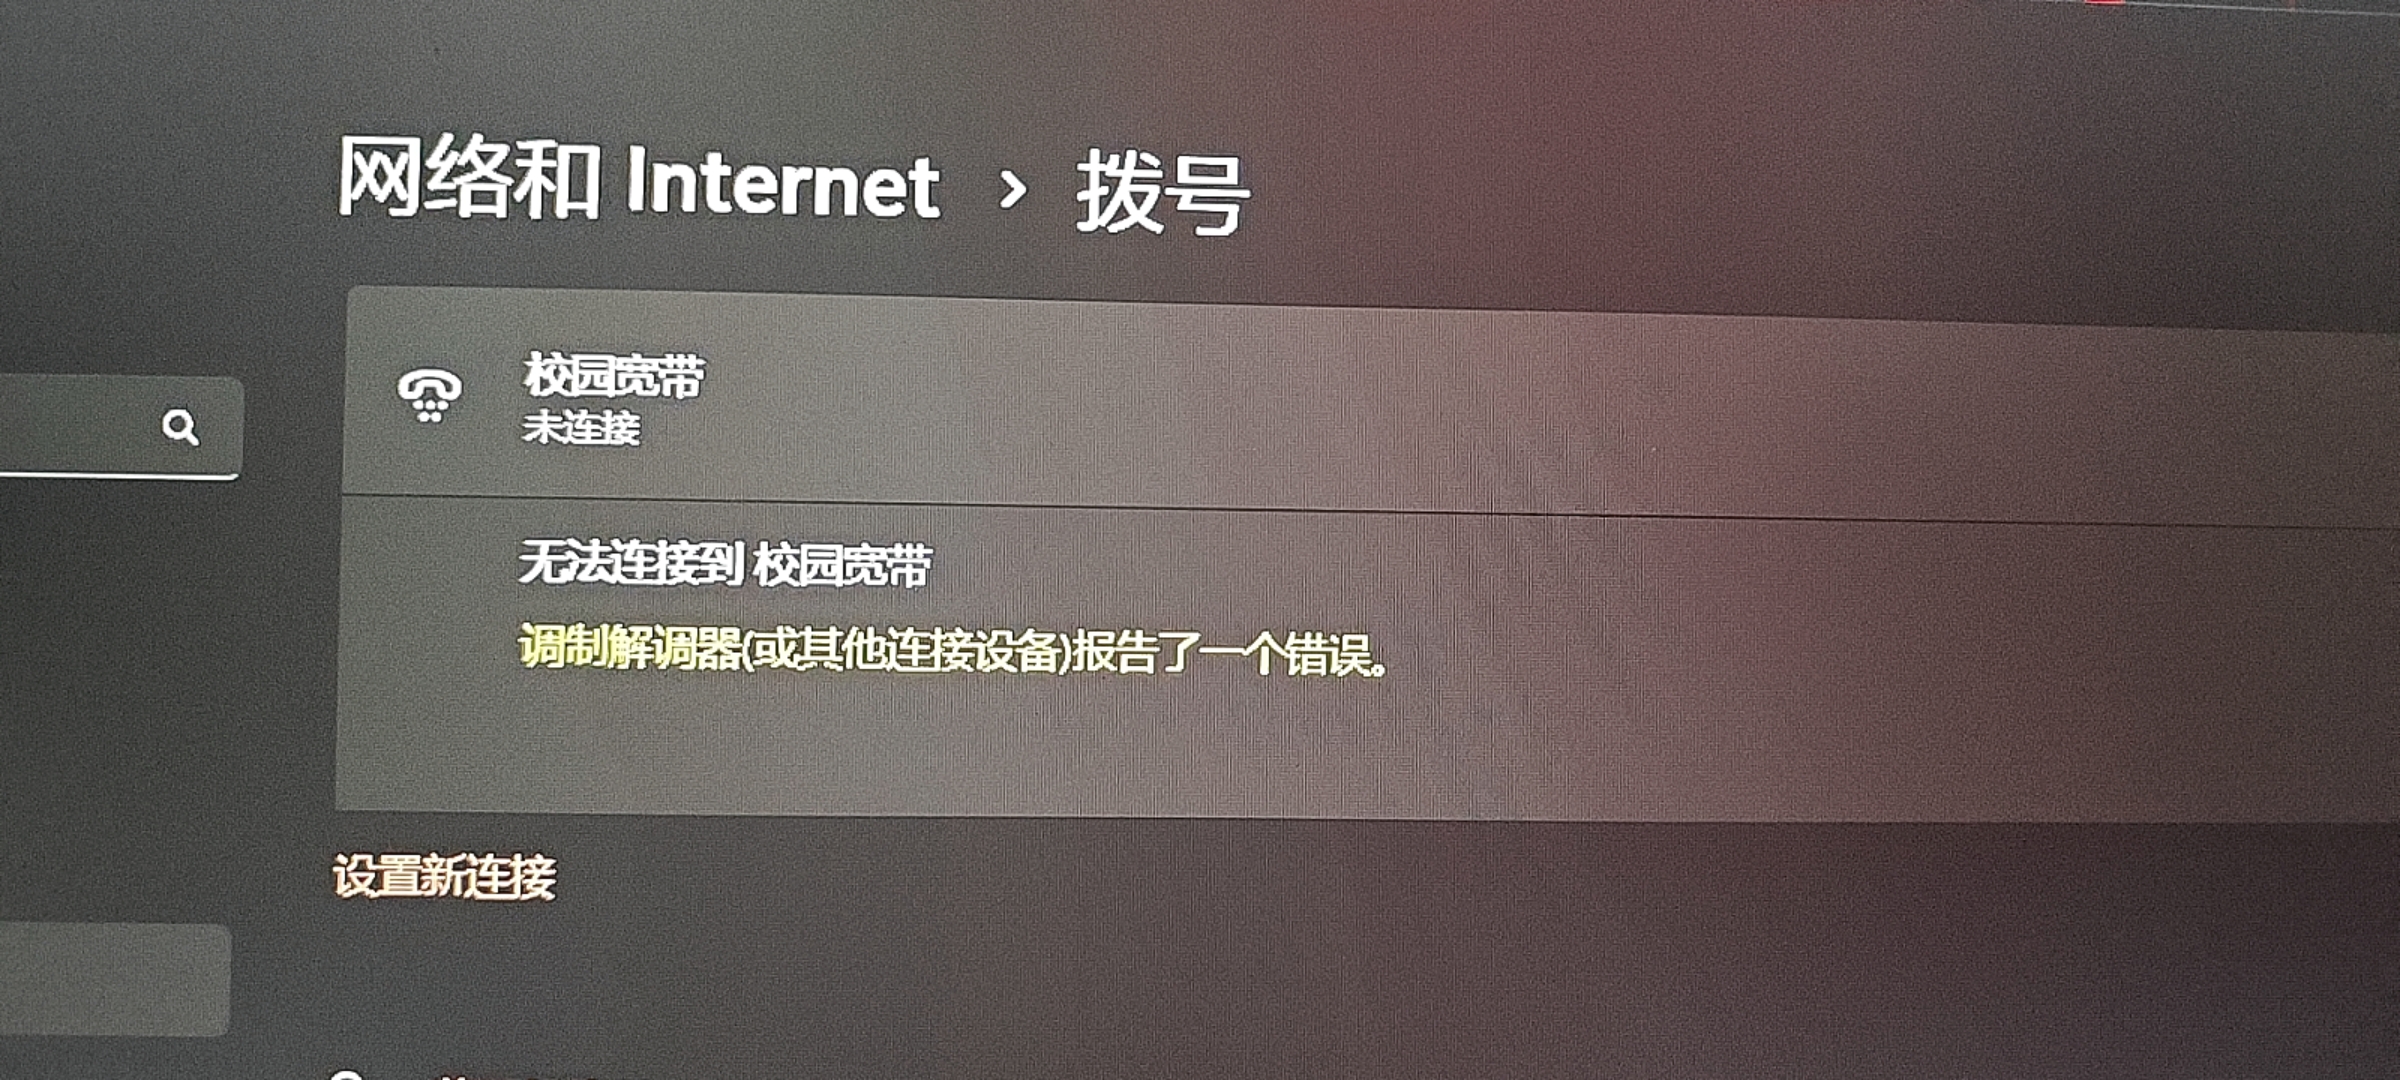 网络和 Internet > 拨号
校园宽带
未连接
无法连接到 校园宽带
调制解调器(或其他连接设备)报告了一个错误。
设置新连接